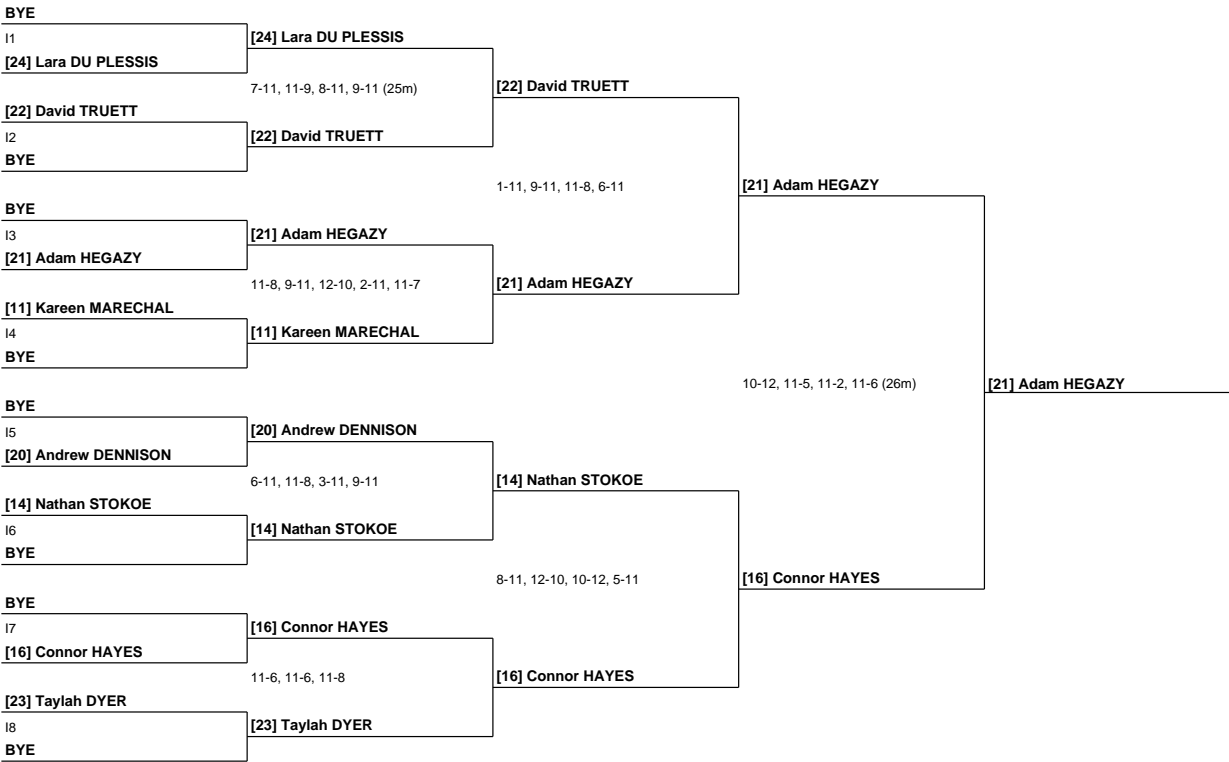 BYE
I1
[24] Lara DU PLESSIS
[22] David TRUETT
I2
BYE
BYE
I3
[21] Adam HEGAZY
[11] Kareen MARECHAL
I4
BYE
BYE
I5
[20] Andrew DENNISON
[14] Nathan STOKOE
I6
BYE
BYE
I7
[16] Connor HAYES
[23] Taylah DYER
I8
BYE
[24] Lara DU PLESSIS
7-11, 11-9, 8-11, 9-11 (25m)
[22] David TRUETT
[21] Adam HEGAZY
11-8, 9-11, 12-10, 2-11, 11-7
[11] Kareen MARECHAL
[20] Andrew DENNISON
6-11, 11-8, 3-11, 9-11
[14] Nathan STOKOE
[16] Connor HAYES
11-6, 11-6, 11-8
[23] Taylah DYER
[22] David TRUETT
1-11, 9-11, 11-8, 6-11
[21] Adam HEGAZY
[14] Nathan STOKOE
8-11, 12-10, 10-12, 5-11
[16] Connor HAYES
[21] Adam HEGAZY
10-12, 11-5, 11-2, 11-6 (26m)
[16] Connor HAYES
[21] Adam HEGAZY